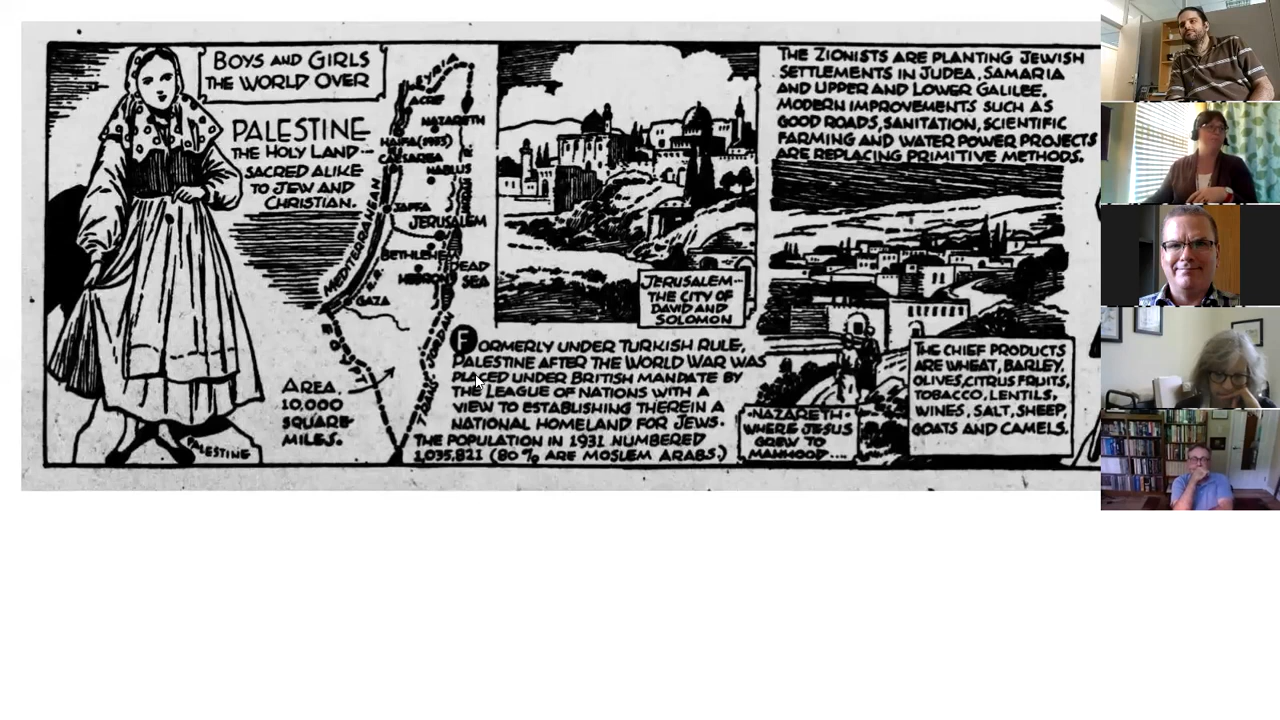 BOYS AND GIRLS
THE WORLD OVER
PALESTINE
THE HOLY LAND--
SACRED ALIKE
TO JEW AND
CHRISTIAN.
SYRIA
ACRE
NAZARETH
HAIFA (1933)
CAESAREA
NABLUS
JAFFA
JERUSALEM
BETHLEHEM
HEBRON
DEAD
SEA
MEDITERRANEAN
GAZA
EGYPT
TRANS JORDAN
AREA
10,000
SQUARE
MILES.
PALESTINE
JERUSALEM--
THE CITY OF
DAVID AND
SOLOMON
FORMERLY UNDER TURKISH RULE,
PALESTINE AFTER THE WORLD WAR WAS
PLACED UNDER BRITISH MANDATE BY
THE LEAGUE OF NATIONS WITH A
VIEW TO ESTABLISHING THEREIN A
NATIONAL HOMELAND FOR JEWS.
THE POPULATION IN 1931 NUMBERED
1,035,821 (80% ARE MOSLEM ARABS.)
THE ZIONISTS ARE PLANTING JEWISH
SETTLEMENTS IN JUDEA, SAMARIA
AND UPPER AND LOWER GALILEE.
MODERN IMPROVEMENTS SUCH AS
GOOD ROADS, SANITATION, SCIENTIFIC
FARMING AND WATER POWER PROJECTS
ARE REPLACING PRIMITIVE METHODS.
·NAZARETH·
WHERE JESUS
GREW TO
MANHOOD....
THE CHIEF PRODUCTS
ARE WHEAT, BARLEY,
OLIVES, CITRUS FRUITS,
TOBACCO, LENTILS,
WINES, SALT, SHEEP,
GOATS AND CAMELS.